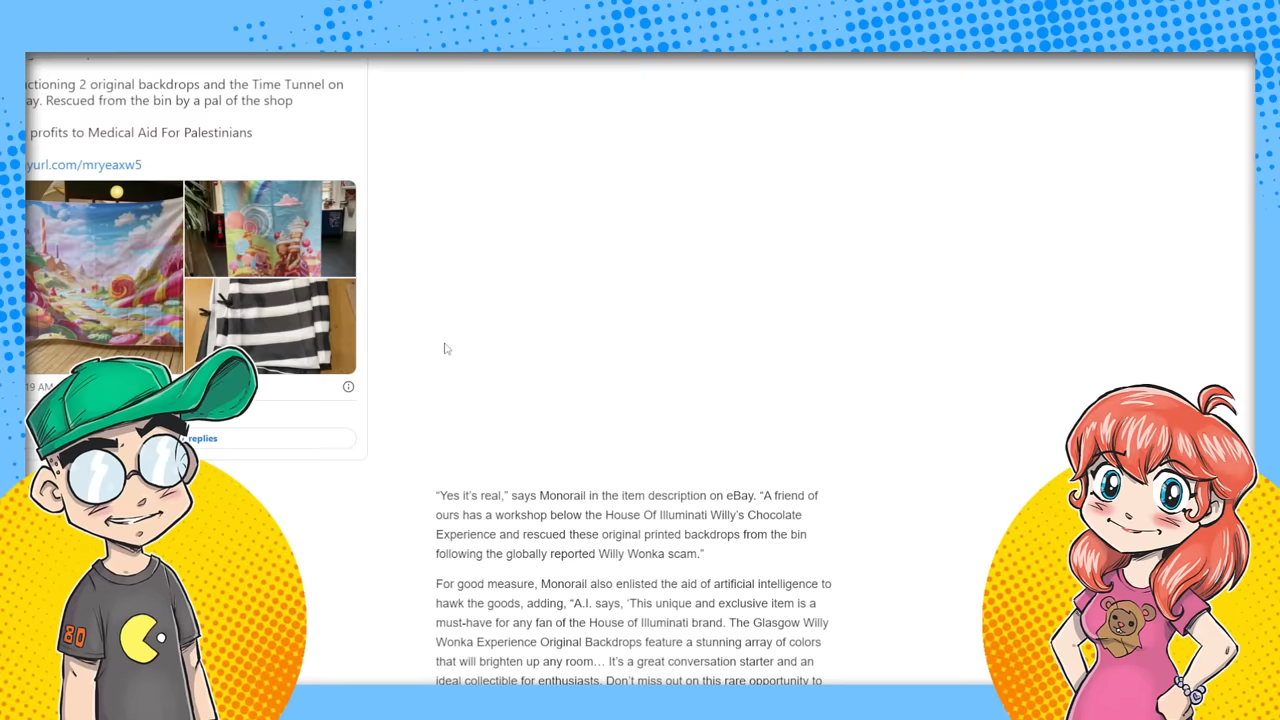 ctioning 2 original backdrops and the Time Tunnel on
ay. Rescued from the bin by a pal of the shop
profits to Medical Aid For Palestinians
yurl.com/mryeaxw5
19 AM
replies
“Yes it’s real,” says Monorail in the item description on eBay. “A friend of
ours has a workshop below the House Of Illuminati Willy’s Chocolate
Experience and rescued these original printed backdrops from the bin
following the globally reported Willy Wonka scam.”
For good measure, Monorail also enlisted the aid of artificial intelligence to
hawk the goods, adding, “A.I. says, ‘This unique and exclusive item is a
must-have for any fan of the House of Illuminati brand. The Glasgow Willy
Wonka Experience Original Backdrops feature a stunning array of colors
that will brighten up any room… It’s a great conversation starter and an
ideal collectible for enthusiasts. Don’t miss out on this rare opportunity to
80